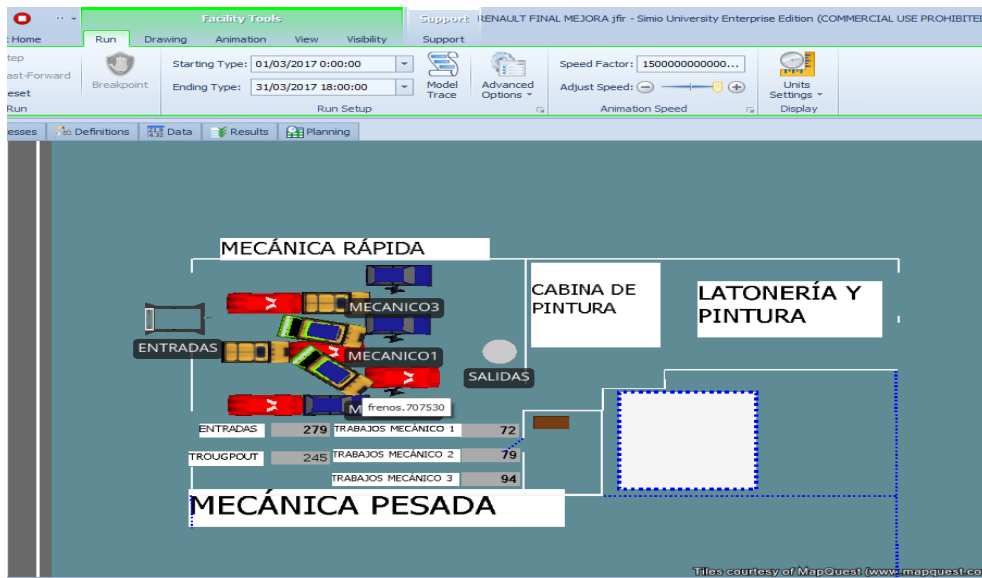 Facility Tools
Support
RENAULT FINAL MEJORA jfir - Simio University Enterprise Edition (COMMERCIAL USE PROHIBITED
Home
Run
Drawing
Animation
View
Visibility
Support
tep
ast-Forward
eset
Run
Breakpoint
Starting Type: 01/03/2017 0:00:00
Ending Type: 31/03/2017 18:00:00
Run Setup
Model Trace
Advanced Options
Speed Factor: 1500000000000...
Adjust Speed:
Animation Speed
Units Settings
Display
esses
Definitions
Data
Results
Planning
MECÁNICA RÁPIDA
CABINA DE
PINTURA
LATONERÍA Y
PINTURA
MECANICO3
ENTRADAS
MECANICO1
SALIDAS
M
frenos.707530
ENTRADAS 279 TRABAJOS MECÁNICO 1 72
TROUGPOUT 245 TRABAJOS MECÁNICO 2 79
TRABAJOS MECÁNICO 3 94
MECÁNICA PESADA
Tiles courtesy of MapQuest (www.mapquest.co